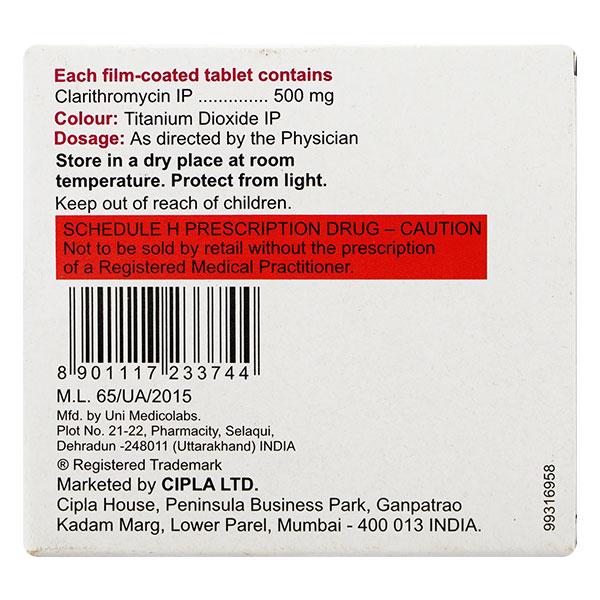 Each film-coated tablet contains
Clarithromycin IP .............. 500 mg
Colour: Titanium Dioxide IP
Dosage: As directed by the Physician
Store in a dry place at room
temperature. Protect from light.
Keep out of reach of children.
SCHEDULE H PRESCRIPTION DRUG – CAUTION
Not to be sold by retail without the prescription
of a Registered Medical Practitioner.
8 901117 233744
M.L. 65/UA/2015
Mfd. by Uni Medicolabs.
Plot No. 21-22, Pharmacity, Selaqui,
Dehradun -248011 (Uttarakhand) INDIA
® Registered Trademark
Marketed by CIPLA LTD.
Cipla House, Peninsula Business Park, Ganpatrao
Kadam Marg, Lower Parel, Mumbai - 400 013 INDIA.
99316958